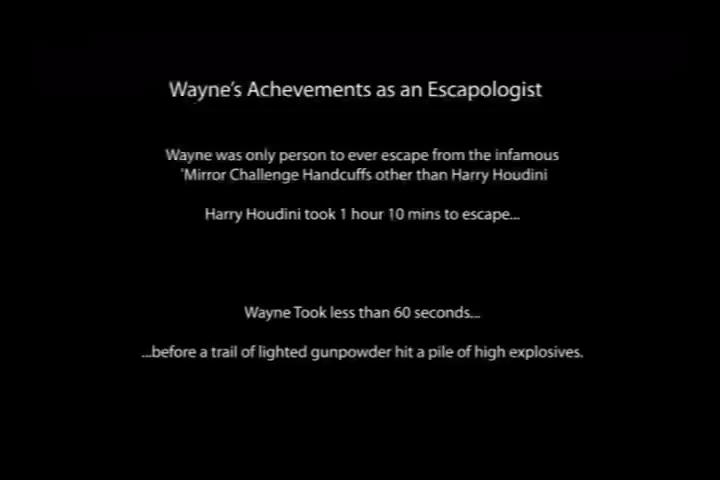 Wayne's Achevements as an Escapologist
Wayne was only person to ever escape from the infamous
'Mirror Challenge Handcuffs other than Harry Houdini
Harry Houdini took 1 hour 10 mins to escape...
Wayne Took less than 60 seconds...
...before a trail of lighted gunpowder hit a pile of high explosives.